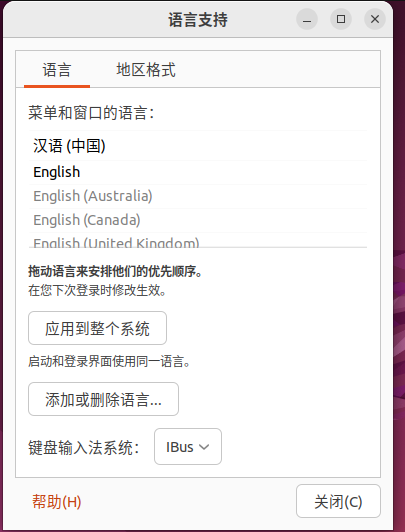 语言支持
语言 地区格式
菜单和窗口的语言：
汉语 (中国)
English
English (Australia)
English (Canada)
English (United Kingdom)
拖动语言来安排他们的优先顺序。
在您下次登录时修改生效。
应用到整个系统
启动和登录界面使用同一语言。
添加或删除语言...
键盘输入法系统： IBus
帮助(H) 关闭(C)